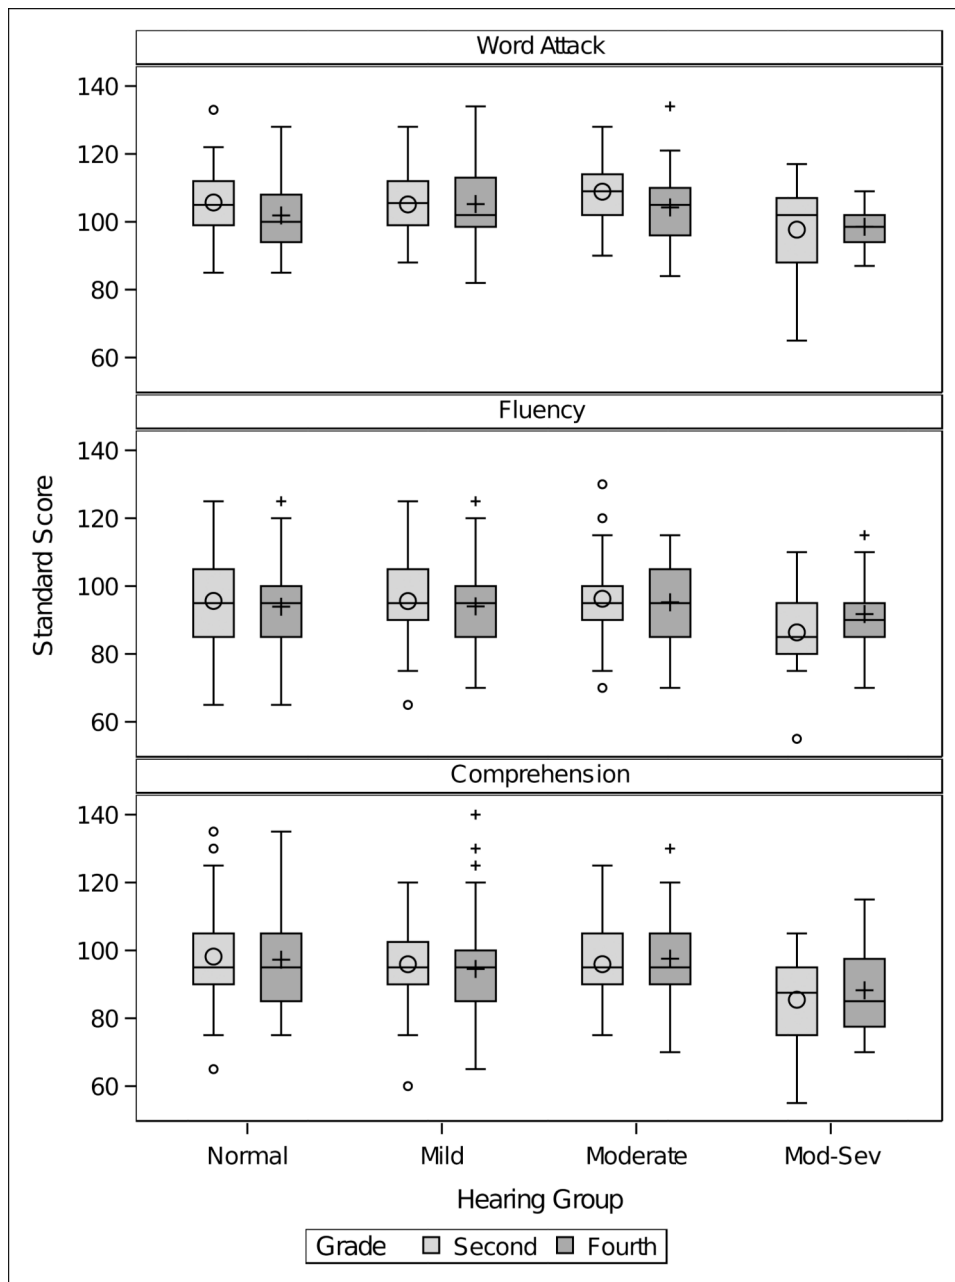 Word Attack
140
120
100
80
60
Fluency
140
120
100
80
60
Comprehension
140
120
100
80
60
Standard Score
Normal Mild Moderate Mod-Sev
Hearing Group
Grade Second Fourth